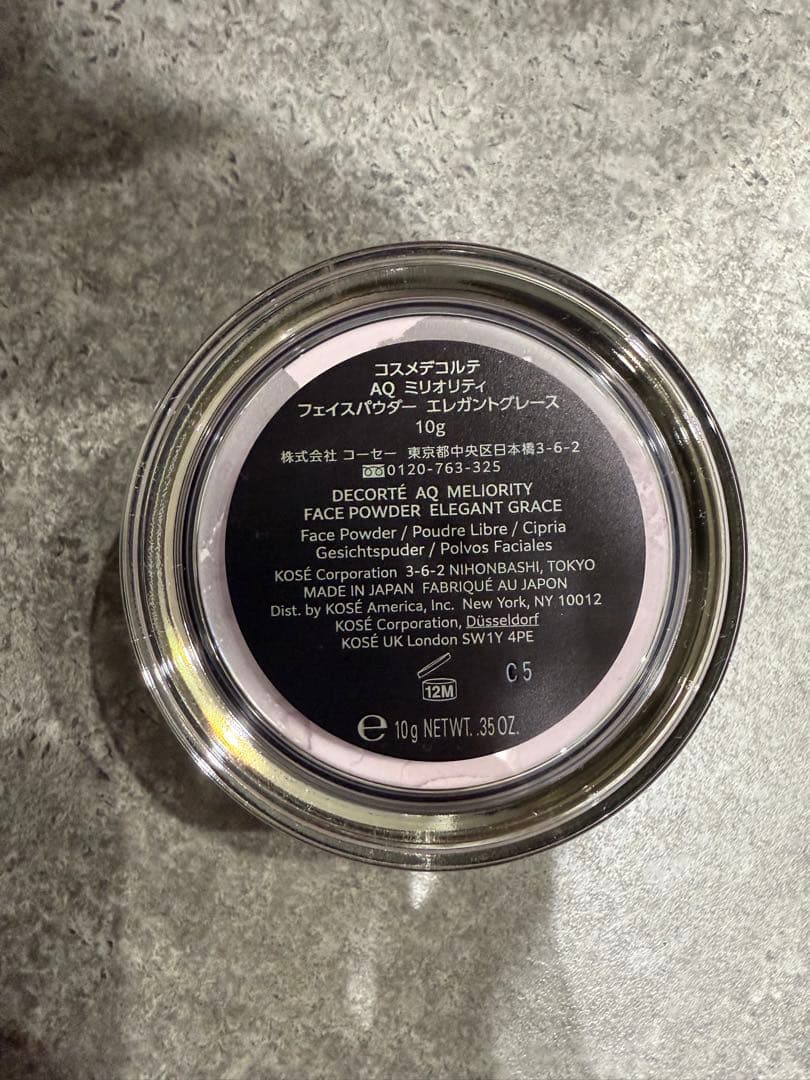 コスメデコルテ
AQ ミリオリティ
フェイスパウダー エレガントグレース
10g
株式会社 コーセー 東京都中央区日本橋3-6-2
0120-763-325
DECORTÉ AQ MELIORITY
FACE POWDER ELEGANT GRACE
Face Powder / Poudre Libre / Cipria
Gesichtspuder / Polvos Faciales
KOSÉ Corporation 3-6-2 NIHONBASHI, TOKYO
MADE IN JAPAN FABRIQUÉ AU JAPON
Dist. by KOSÉ America, Inc. New York, NY 10012
KOSÉ Corporation, Düsseldorf
KOSÉ UK London SW1Y 4PE
12M
C5
e 10g NETWT. .35 OZ.